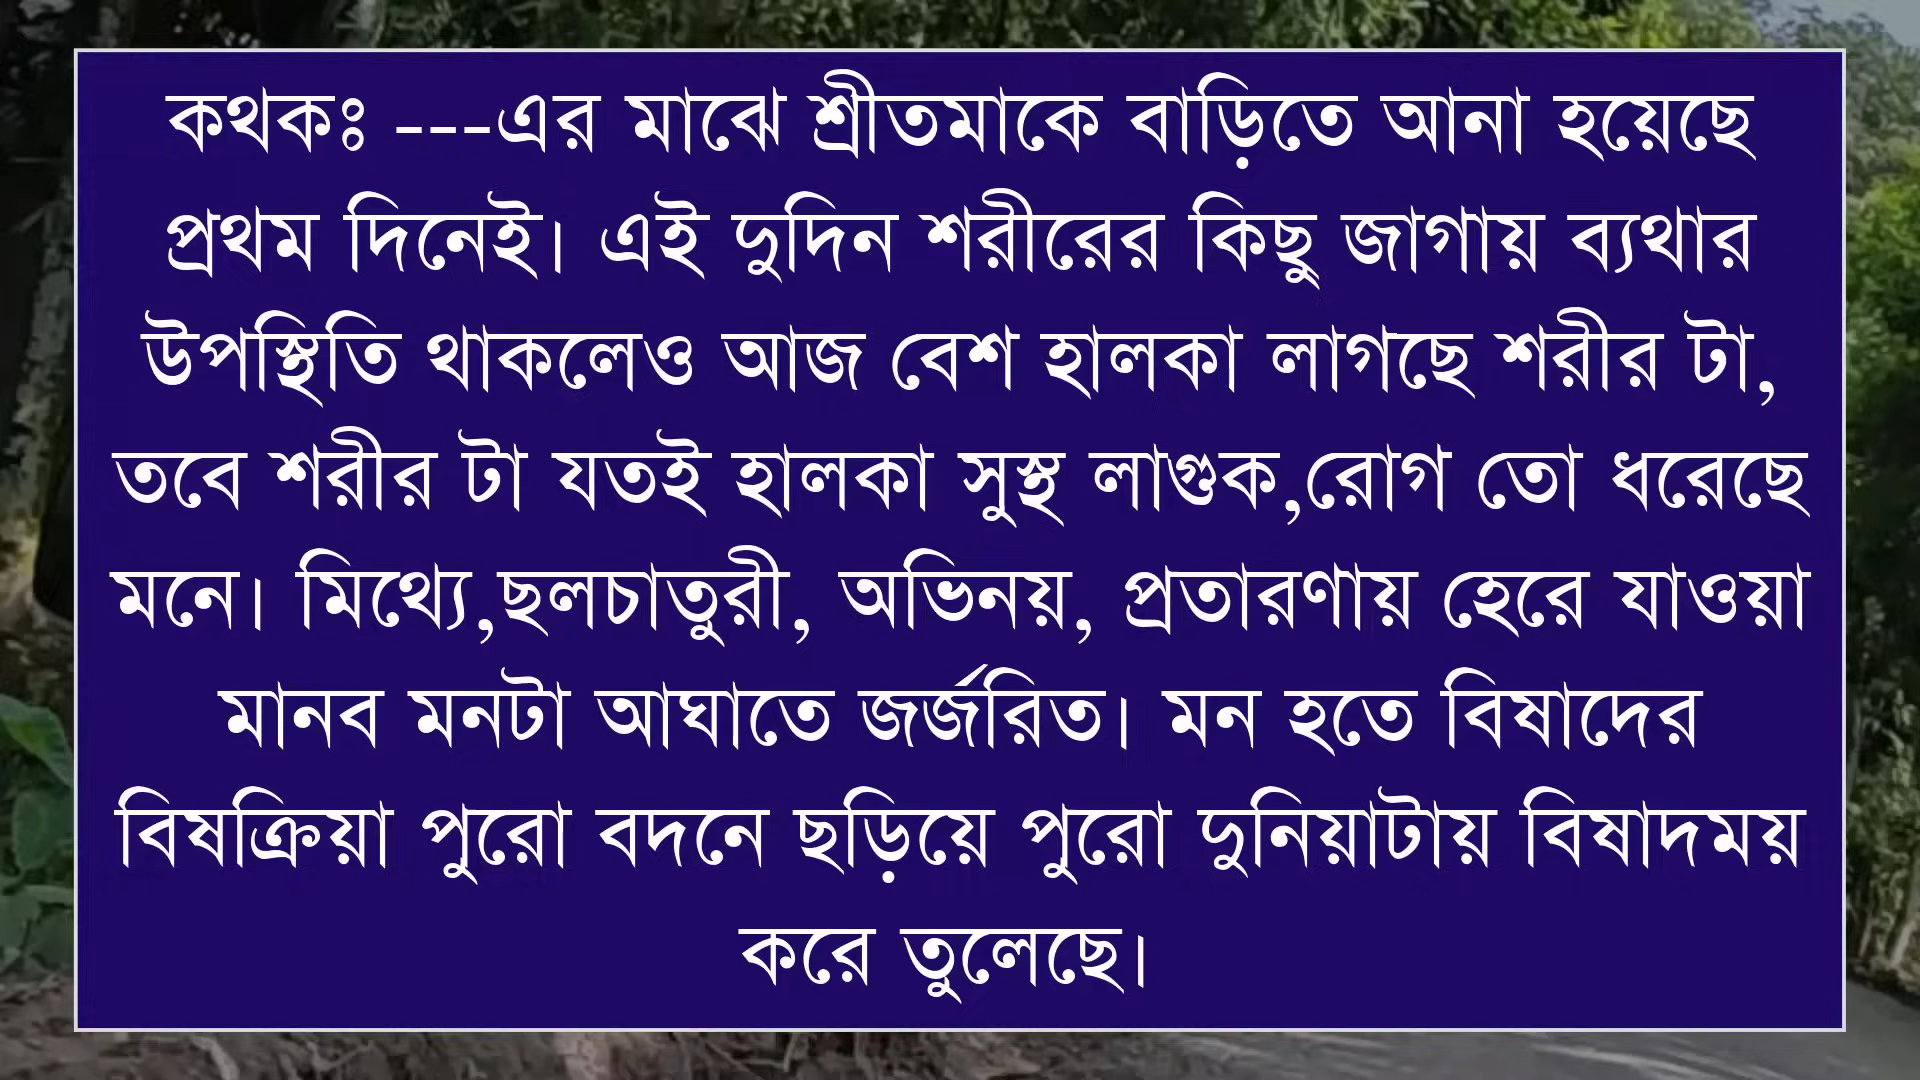 কথকঃ ---এর মাঝে শ্রীতমাকে বাড়িতে আনা হয়েছে
প্রথম দিনেই। এই দুদিন শরীরের কিছু জাগায় ব্যথার
উপস্থিতি থাকলেও আজ বেশ হালকা লাগছে শরীর টা,
তবে শরীর টা যতই হালকা সুস্থ লাগুক,রোগ তো ধরেছে
মনে। মিথ্যে,ছলচাতুরী, অভিনয়, প্রতারণায় হেরে যাওয়া
মানব মনটা আঘাতে জর্জরিত। মন হতে বিষাদের
বিষক্রিয়া পুরো বদনে ছড়িয়ে পুরো দুনিয়াটায় বিষাদময়
করে তুলেছে।